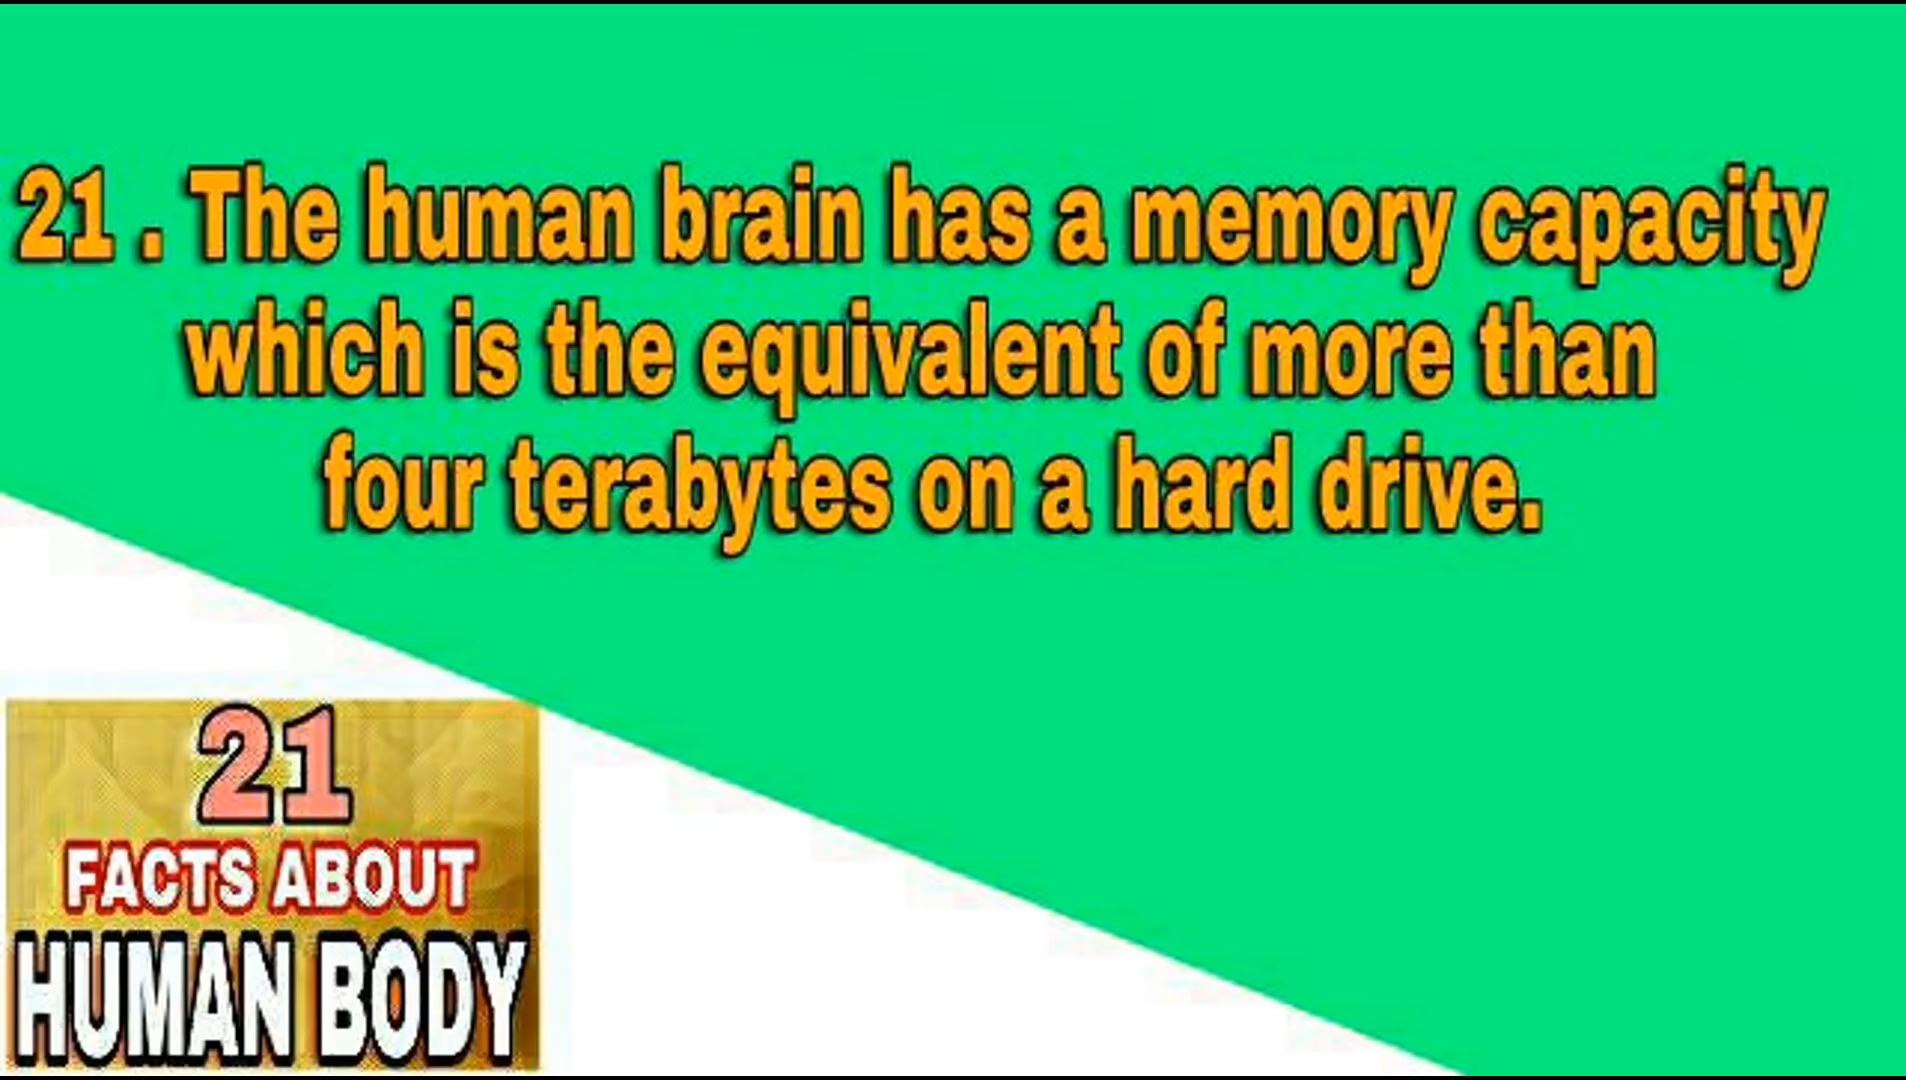 21 . The human brain has a memory capacity
which is the equivalent of more than
four terabytes on a hard drive.
21
FACTS ABOUT
HUMAN BODY